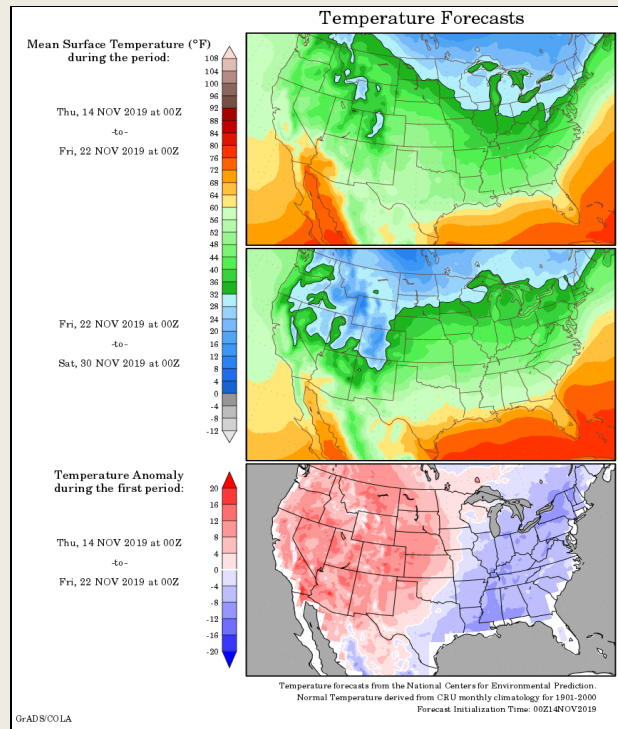 Temperature Forecasts
Mean Surface Temperature (°F)
during the period:
Thu, 14 NOV 2019 at 00Z
-to-
Fri, 22 NOV 2019 at 00Z
108
104
100
96
92
88
84
80
76
72
68
64
60
56
52
48
44
40
36
32
30
28
24
20
16
12
8
4
0
-4
-8
-12
Fri, 22 NOV 2019 at 00Z
-to-
Sat, 30 NOV 2019 at 00Z
Temperature Anomaly
during the first period:
Thu, 14 NOV 2019 at 00Z
-to-
Fri, 22 NOV 2019 at 00Z
20
16
12
8
4
0
-4
-8
-12
-16
-20
Temperature forecasts from the National Centers for Environmental Prediction.
Normal Temperature derived from CRU monthly climatology for 1901-2000
Forecast Initialization Time: 00Z14NOV2019
GrADS/COLA